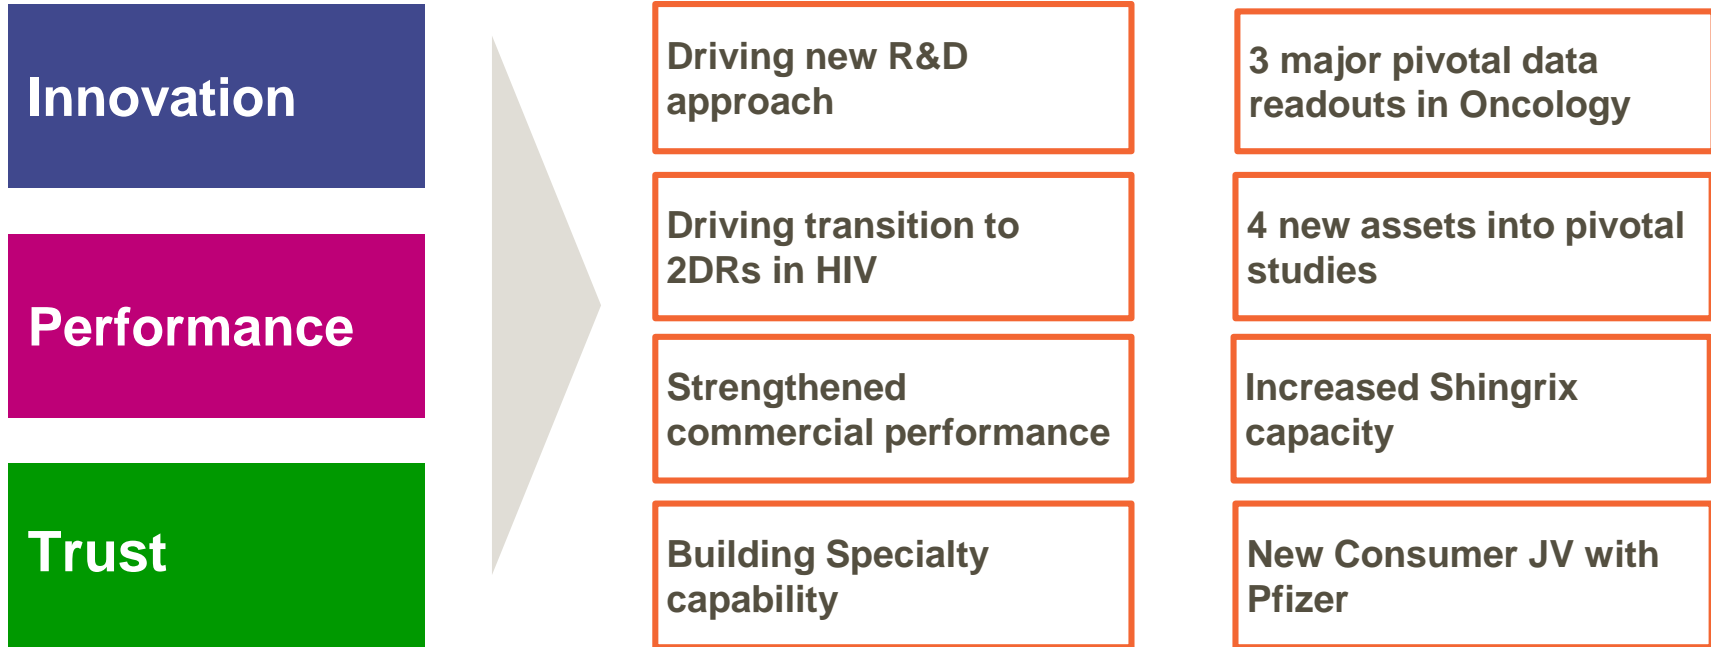 Innovation
Performance
Trust
Driving new R&D
approach
3 major pivotal data
readouts in Oncology
Driving transition to
2DRs in HIV
4 new assets into pivotal
studies
Strengthened
commercial performance
Increased Shingrix
capacity
Building Specialty
capability
New Consumer JV with
Pfizer